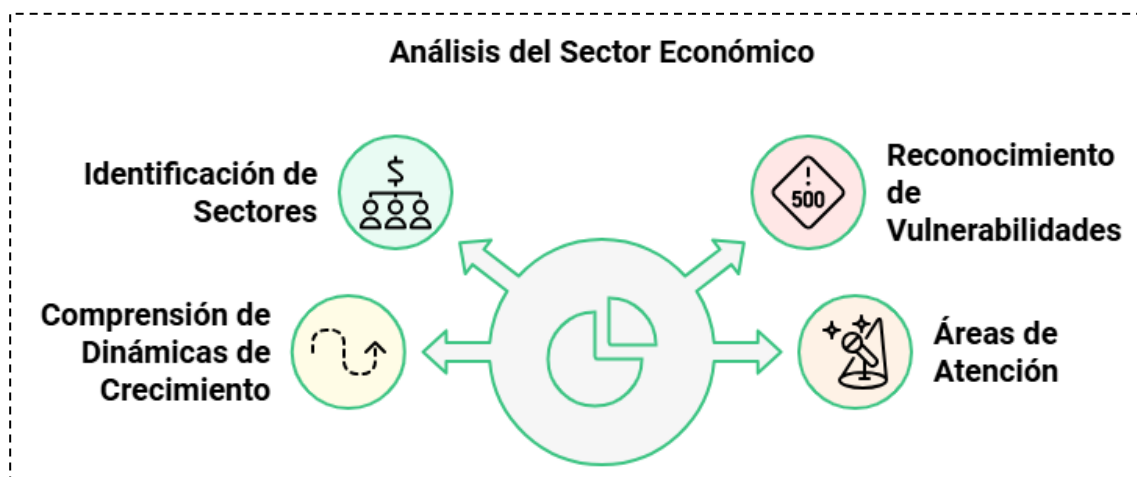 Análisis del Sector Económico
Identificación de
Sectores
$
500
Reconocimiento
de
Vulnerabilidades
Comprensión de
Dinámicas de
Crecimiento
Áreas de
Atención